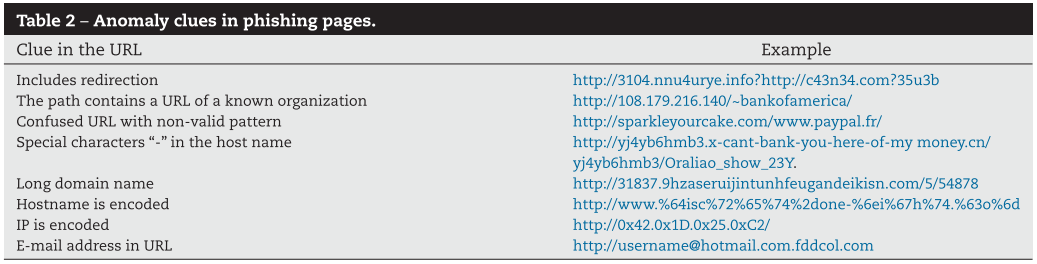 Table 2 – Anomaly clues in phishing pages.
Clue in the URL Example
Includes redirection http://3104.nnu4urye.info?http://c43n34.com?35u3b
The path contains a URL of a known organization http://108.179.216.140/~bankofamerica/
Confused URL with non-valid pattern http://sparkleyourcake.com/www.paypal.fr/
Special characters “-” in the host name http://yj4yb6hmb3.x-cant-bank-you-here-of-my money.cn/
yj4yb6hmb3/Oraliao_show_23Y.
Long domain name http://31837.9hzaseruijintunhfeugandeikisn.com/5/54878
Hostname is encoded http://www.%64isc%72%65%74%2done-%6ei%67h%74.%63o%6d
IP is encoded http://0x42.0x1D.0x25.0xC2/
E-mail address in URL http://username@hotmail.com.fddcol.com